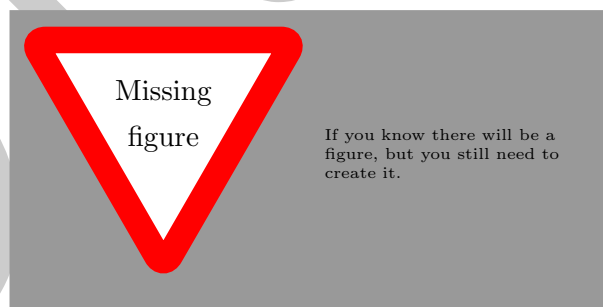 Missing
figure
If you know there will be a
figure, but you still need to
create it.